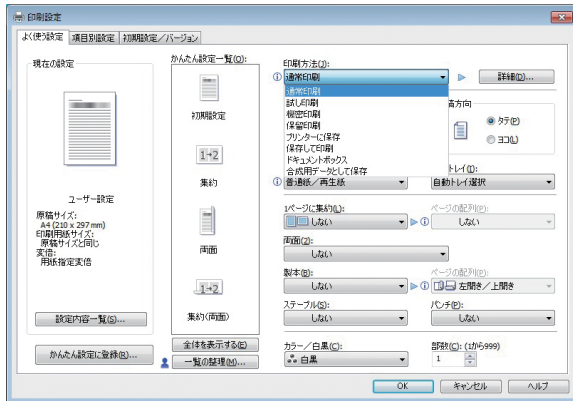 印刷設定
よく使う設定 項目別設定 初期設定／バージョン
現在の設定
ユーザー設定
原稿サイズ:
A4 (210 x 297 mm)
印刷用紙サイズ:
原稿サイズと同じ
変倍:
用紙指定変倍
設定内容一覧(S)...
かんたん設定に登録(R)...
かんたん設定一覧(O):
初期設定
1→2
集約
両面
1→2
集約(両面)
全体を表示する(E)
一覧の整理(M)...
印刷方法(J):
通常印刷 詳細(D)...
通常印刷
試し印刷
機密印刷
保留印刷
プリンターに保存
保存して印刷
ドキュメントボックス
合成用データとして保存
高方向
タテ(P)
ヨコ(L)
トレイ(I):
普通紙／再生紙 自動トレイ選択
1ページに集約(L): ページの配列(P):
しない しない
両面(2):
しない
製本(B): ページの配列(P):
しない 左開き／上開き
ステープル(S): パンチ(F):
しない しない
カラー／白黒(C): 部数(C): (1から999)
白黒 1
OK キャンセル ヘルプ